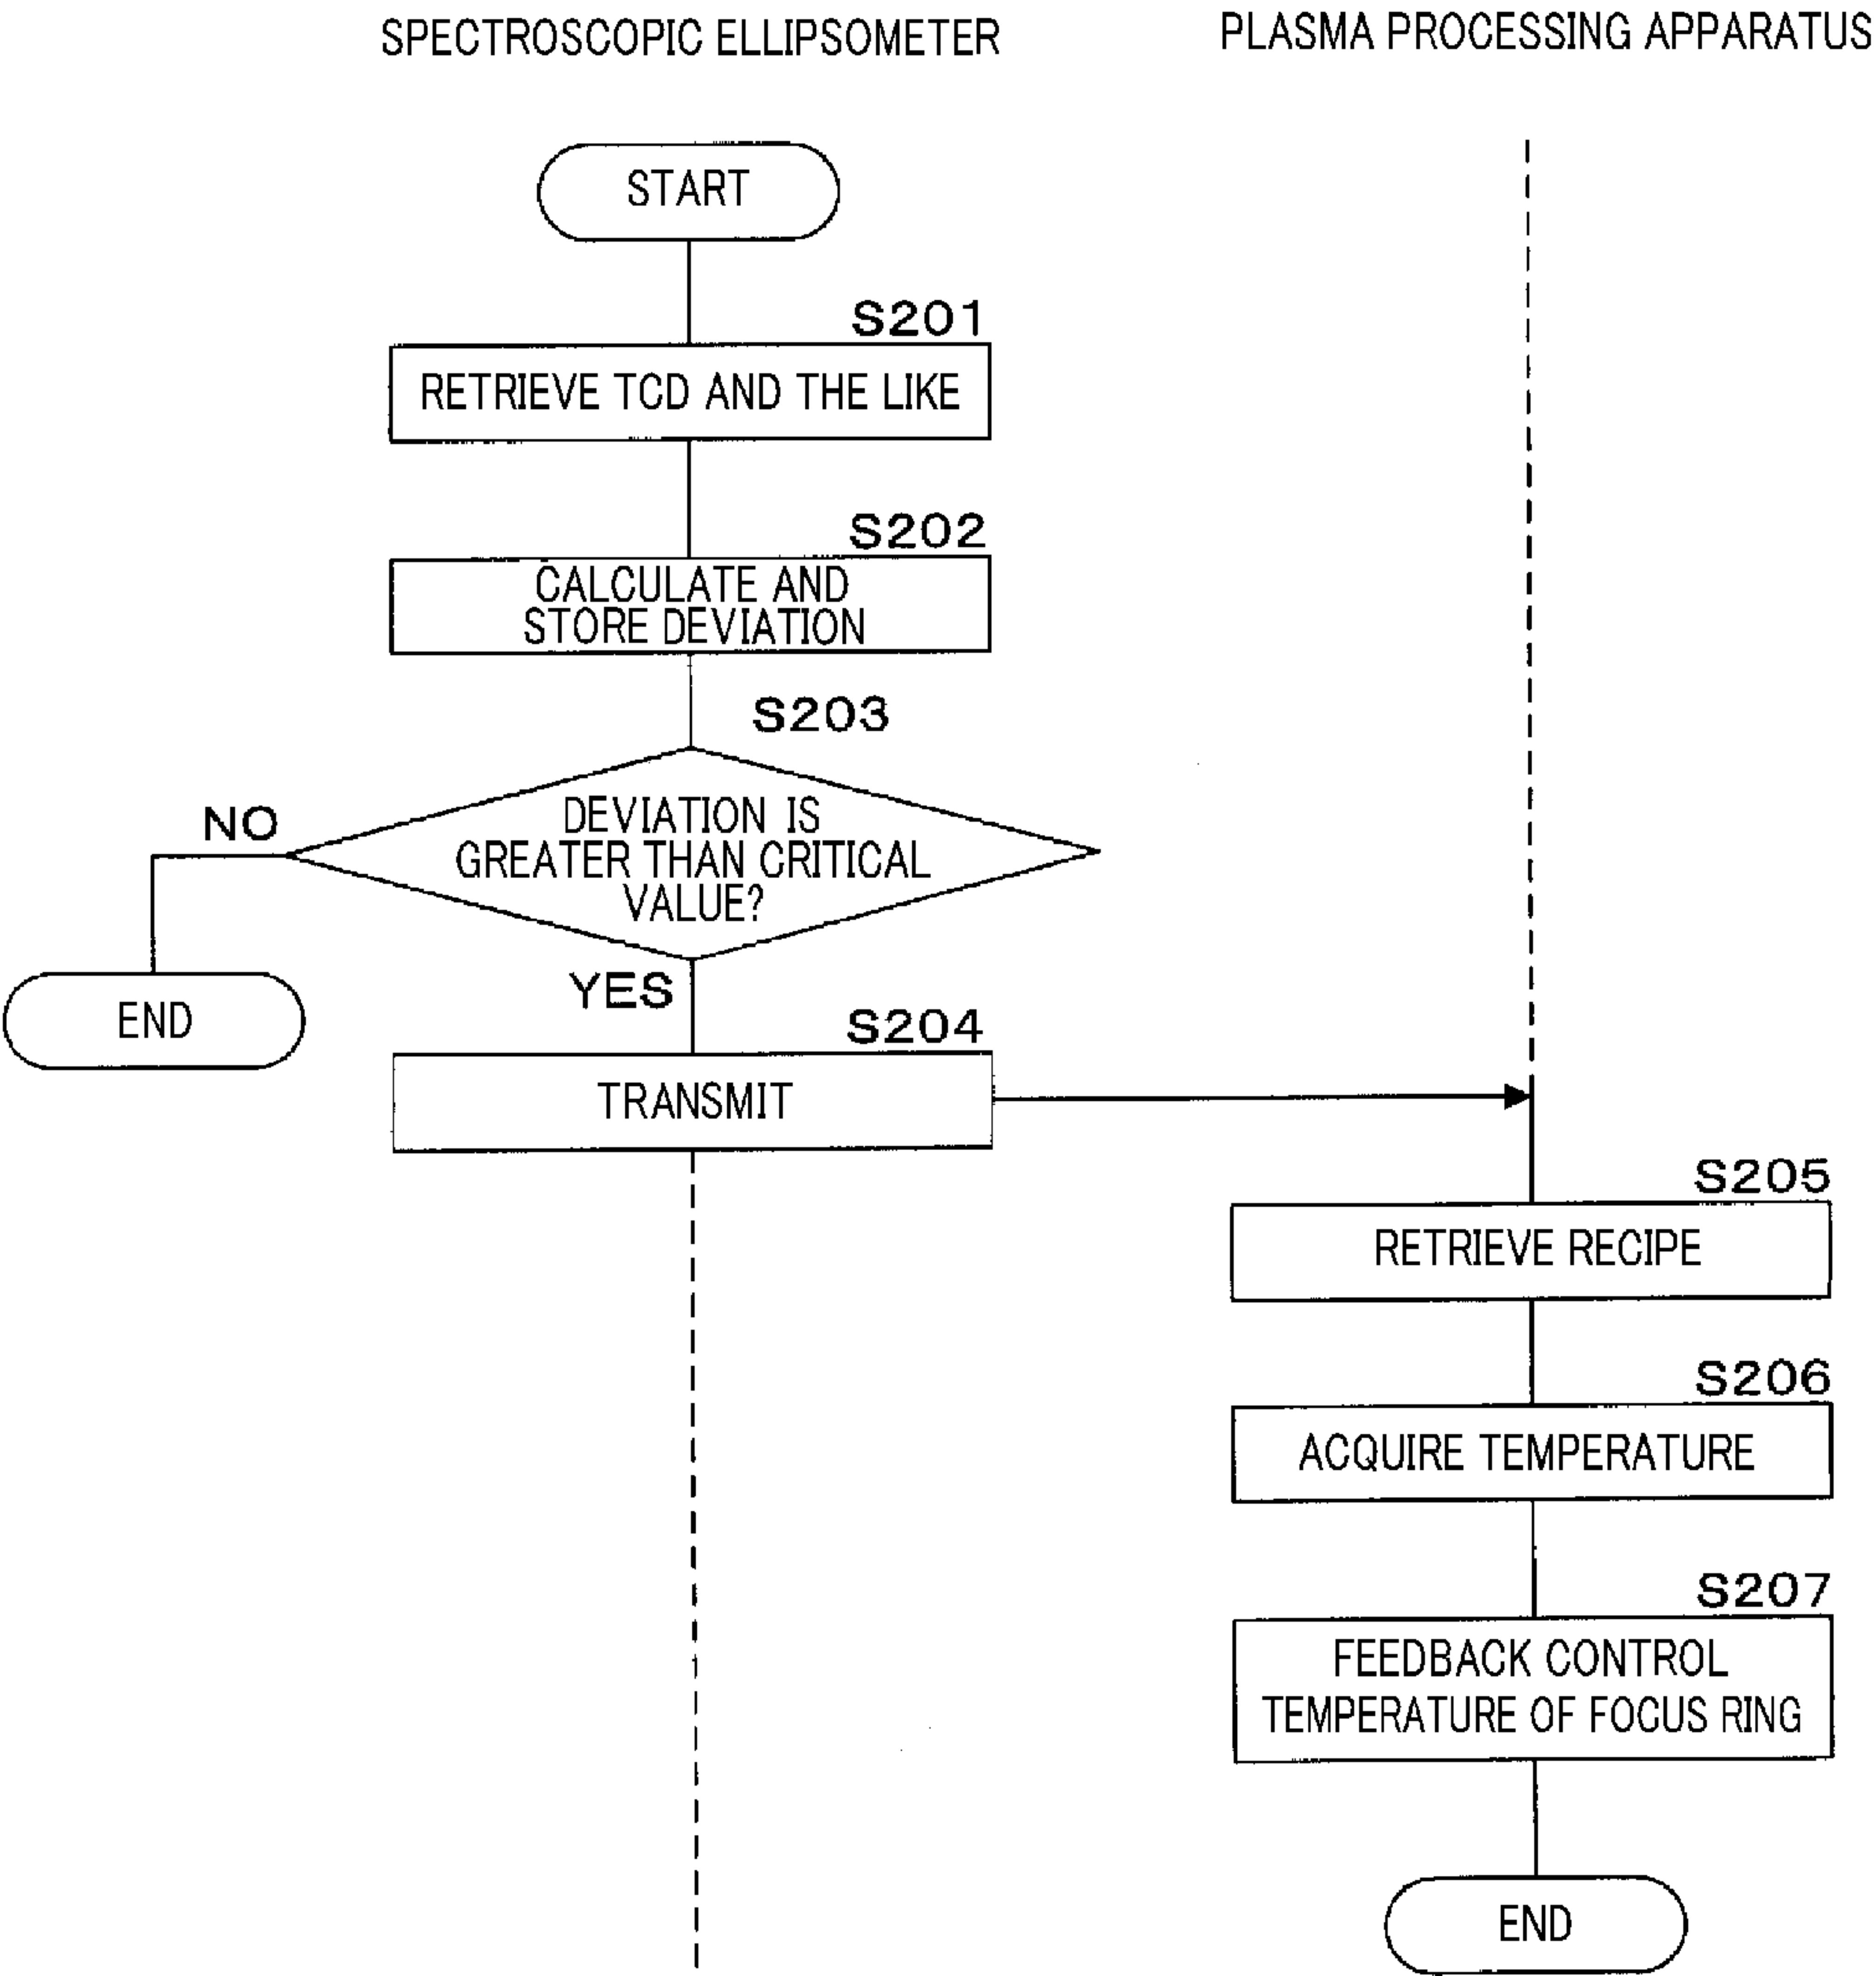 SPECTROSCOPIC ELLIPSOMETER
PLASMA PROCESSING APPARATUS
START
S201
RETRIEVE TCD AND THE LIKE
S202
CALCULATE AND
STORE DEVIATION
S203
DEVIATION IS
GREATER THAN CRITICAL
VALUE?
NO
END
YES
S204
TRANSMIT
S205
RETRIEVE RECIPE
S206
ACQUIRE TEMPERATURE
S207
FEEDBACK CONTROL
TEMPERATURE OF FOCUS RING
END